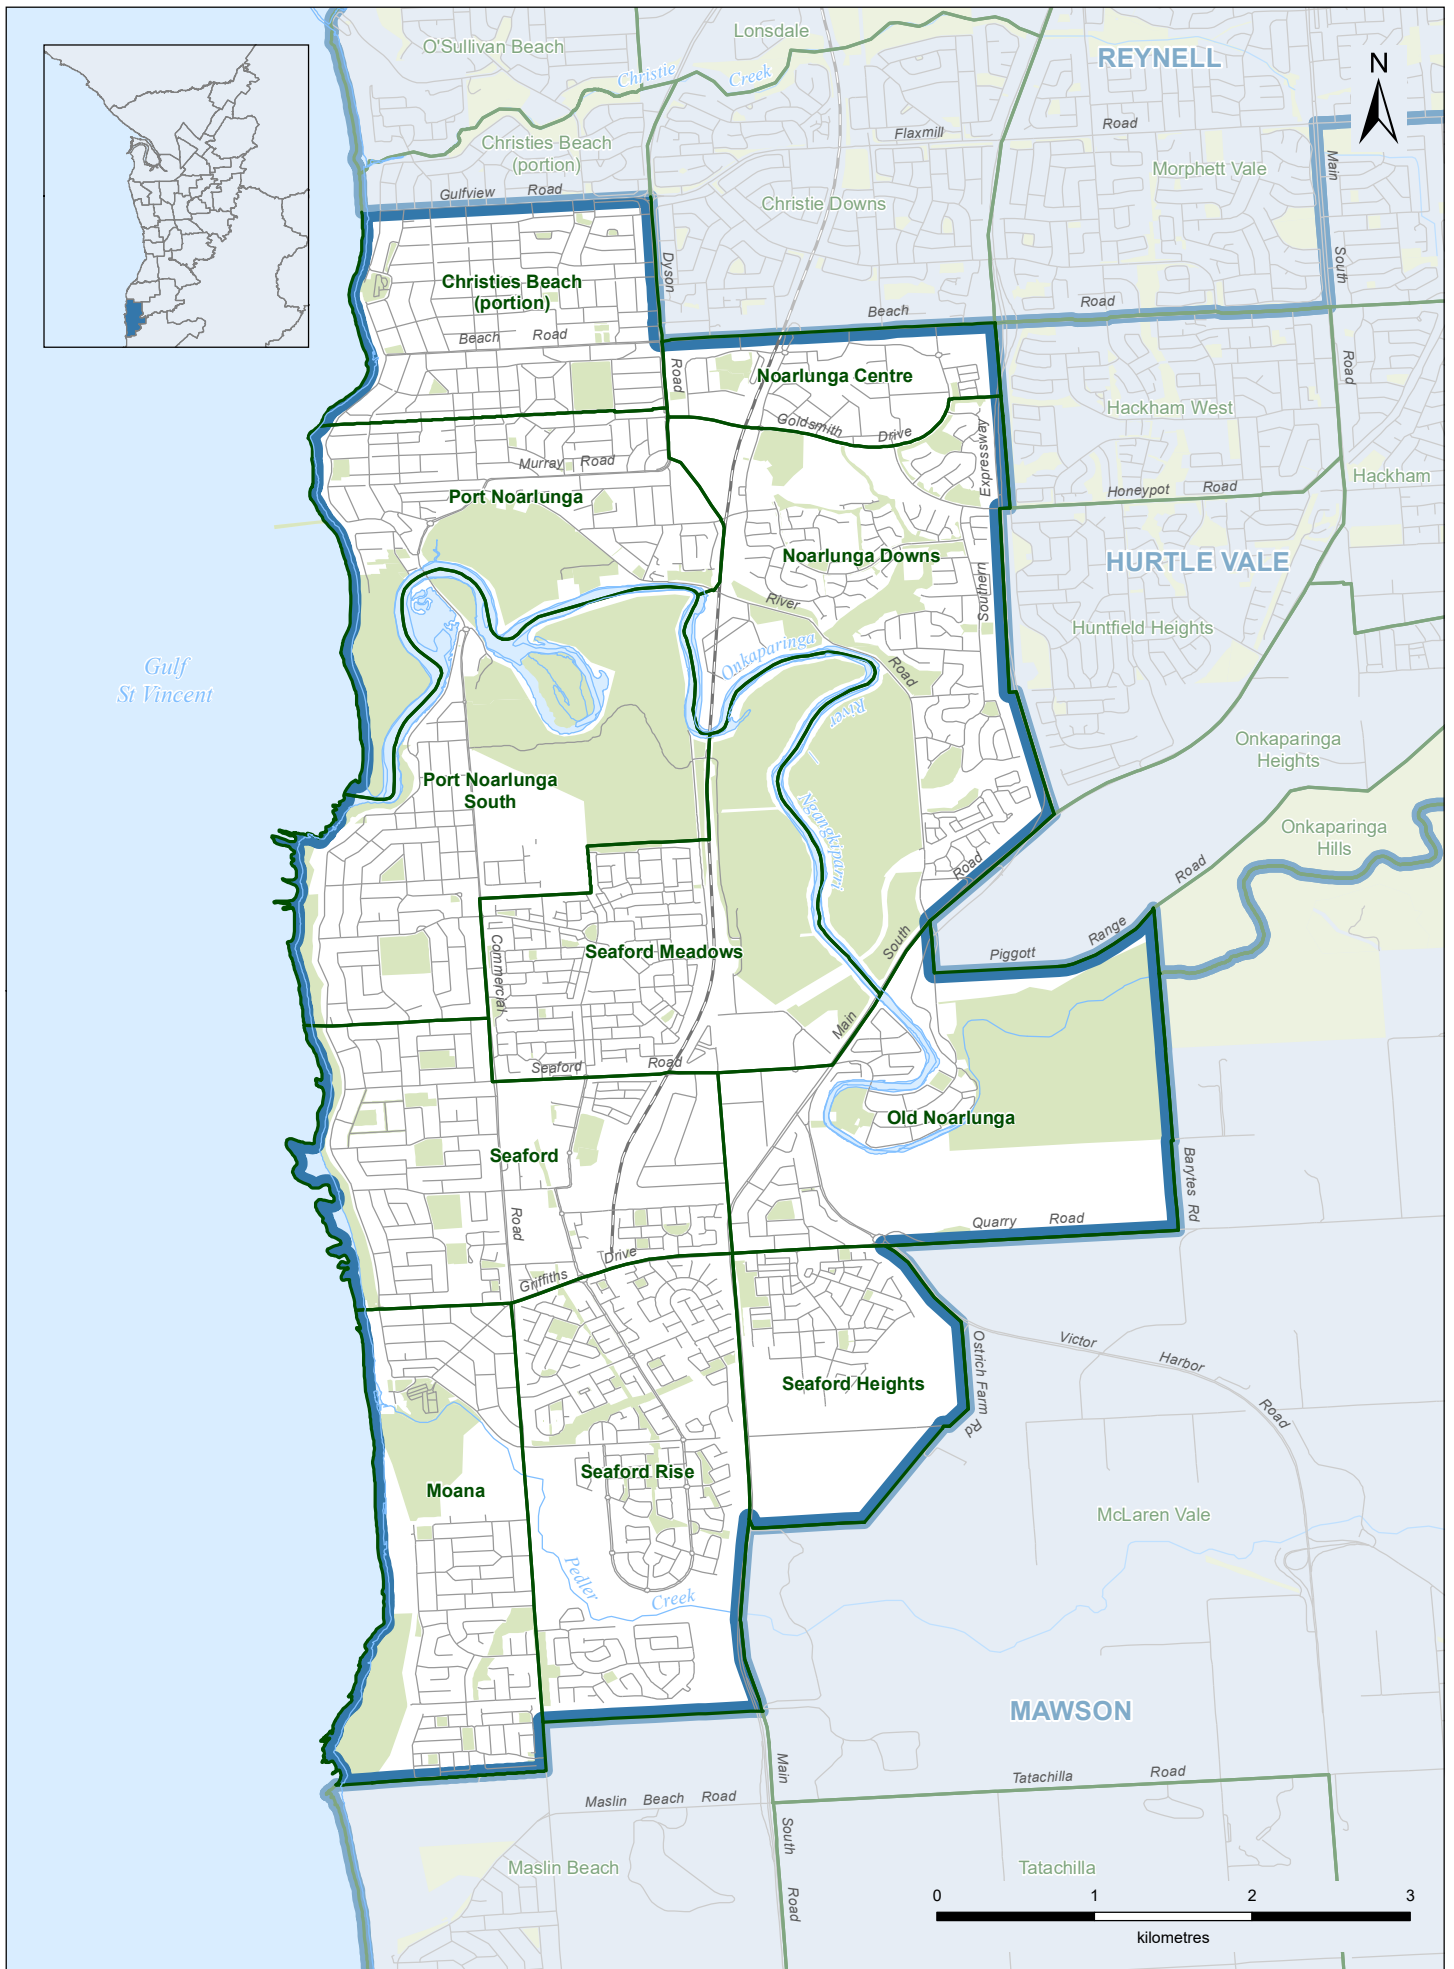 O'Sullivan Beach
Lonsdale
REYNELL
N
Christie Creek
Flaxmill Road
Christies Beach
(portion)
Morphett Vale
Main
South
Road
Gulfview Road
Christie Downs
Dyson
Road
Christies Beach
(portion)
Beach Road
Beach Road
Noarlunga Centre
Goldsmith Drive
Hackham West
Expressway
Murray Road
Port Noarlunga
Honeypot Road
Hackham
Noarlunga Downs
HURTLE VALE
Southern
River
Road
Huntfield Heights
Onkaparinga
River
Gulf
St Vincent
Onkaparinga
Heights
Port Noarlunga
South
Ngangkiparri
Onkaparinga
Hills
Road
Road
South
Main
Piggott Range
Commercial
Road
Seaford Meadows
Seaford Road
Old Noarlunga
Seaford
Barytes Rd
Quarry Road
Griffiths Drive
Victor Harbor Road
Ostrich Farm Rd
Seaford Heights
Seaford Rise
Moana
McLaren Vale
Pedler Creek
MAWSON
Main
South
Road
Tatachilla Road
Maslin Beach Road
Maslin Beach
Tatachilla
0 1 2 3
kilometres